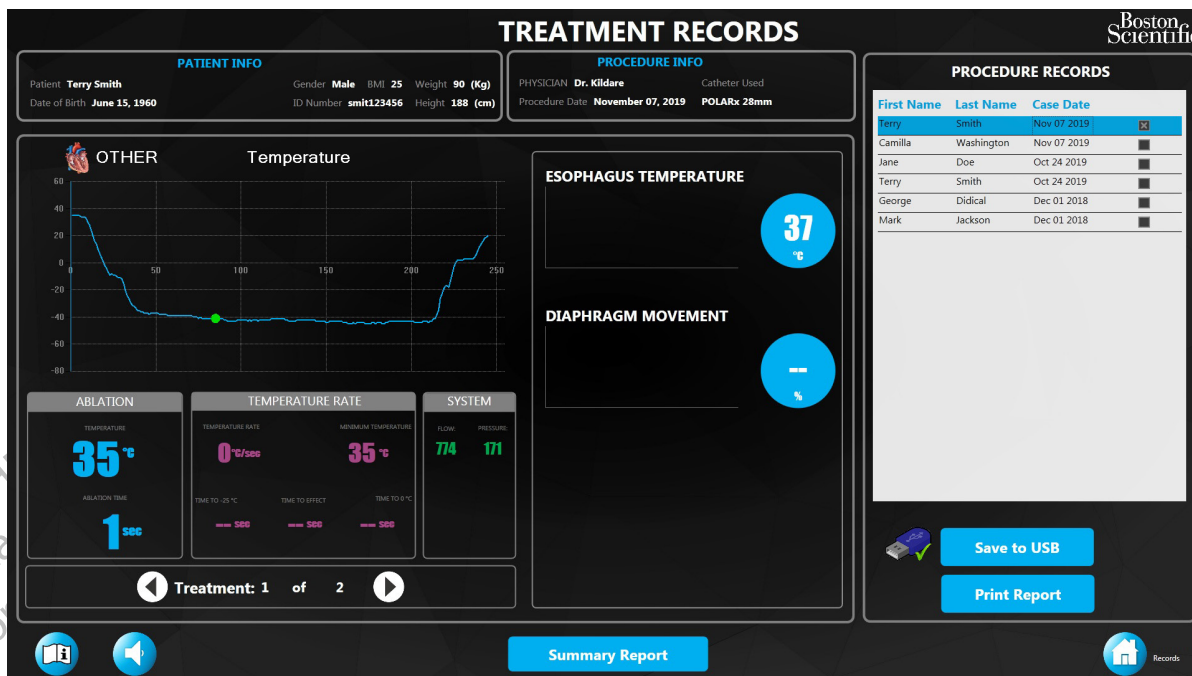 TREATMENT RECORDS
Boston
Scientific
PATIENT INFO
Patient Terry Smith Gender Male BMI 25 Weight 90 (Kg)
Date of Birth June 15, 1960 ID Number smit123456 Height 188 (cm)
PROCEDURE INFO
PHYSICIAN Dr. Kildare Catheter Used
Procedure Date November 07, 2019 POLARx 28mm
OTHER Temperature
60
40
20
0
0 50 100 150 200 250
-20
-40
-60
-80
ABLATION
TEMPERATURE
35 °C
ABLATION TIME
1 sec
TEMPERATURE RATE
TEMPERATURE RATE MINIMUM TEMPERATURE
0 °C/sec 35 °C
TIME TO -25 °C TIME TO EFFECT TIME TO 0 °C
-- sec -- sec -- sec
SYSTEM
FLOW: PRESSURE:
774 171
Treatment: 1 of 2
ESOPHAGUS TEMPERATURE
37
°C
DIAPHRAGM MOVEMENT
--
%
PROCEDURE RECORDS
First Name Last Name Case Date
Terry Smith Nov 07 2019
Camilla Washington Nov 07 2019
Jane Doe Oct 24 2019
Terry Smith Oct 24 2019
George Didical Dec 01 2018
Mark Jackson Dec 01 2018
Save to USB
Print Report
Summary Report
Records